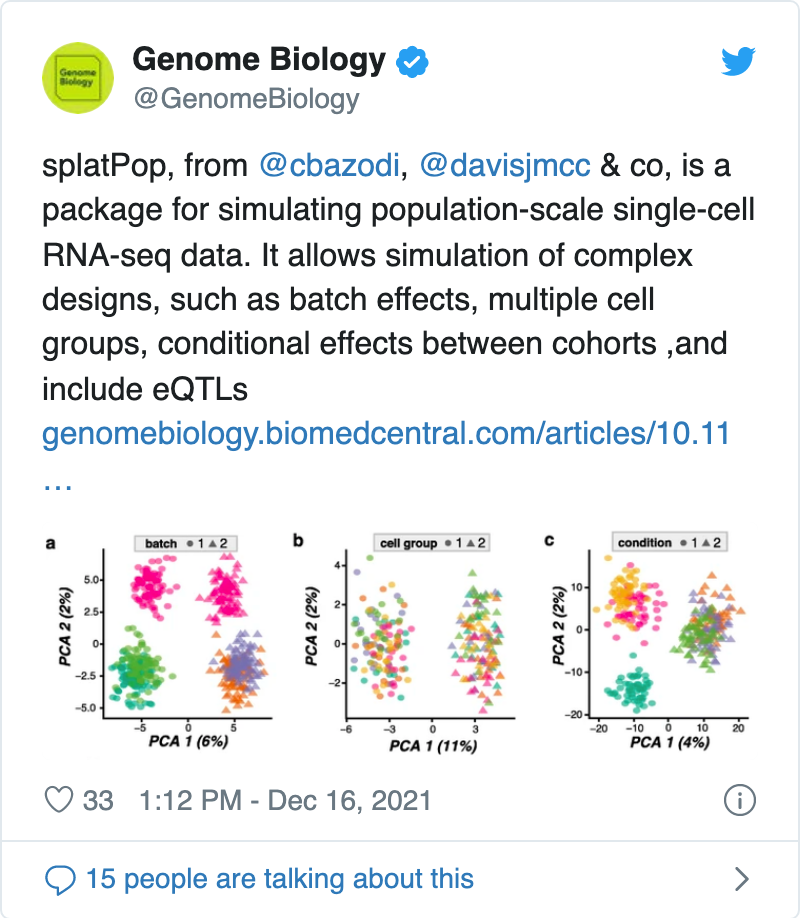 Genome Biology
Genome
Biology
@GenomeBiology
splatPop, from @cbazodi, @davisjmcc & co, is a
package for simulating population-scale single-cell
RNA-seq data. It allows simulation of complex
designs, such as batch effects, multiple cell
groups, conditional effects between cohorts ,and
include eQTLs
genomebiology.biomedcentral.com/articles/10.11
…
a
batch ● 1 ▲ 2
PCA 2 (2%)
5.0
2.5
0
−2.5
−5.0
−5 0 5
PCA 1 (6%)
b
cell group ● 1 ▲ 2
PCA 2 (2%)
4
2
0
−2
−6 −3 0 3
PCA 1 (11%)
c
condition ● 1 ▲ 2
PCA 2 (2%)
10
0
−10
−20
−20 −10 0 10 20
PCA 1 (4%)
33 1:12 PM - Dec 16, 2021
15 people are talking about this